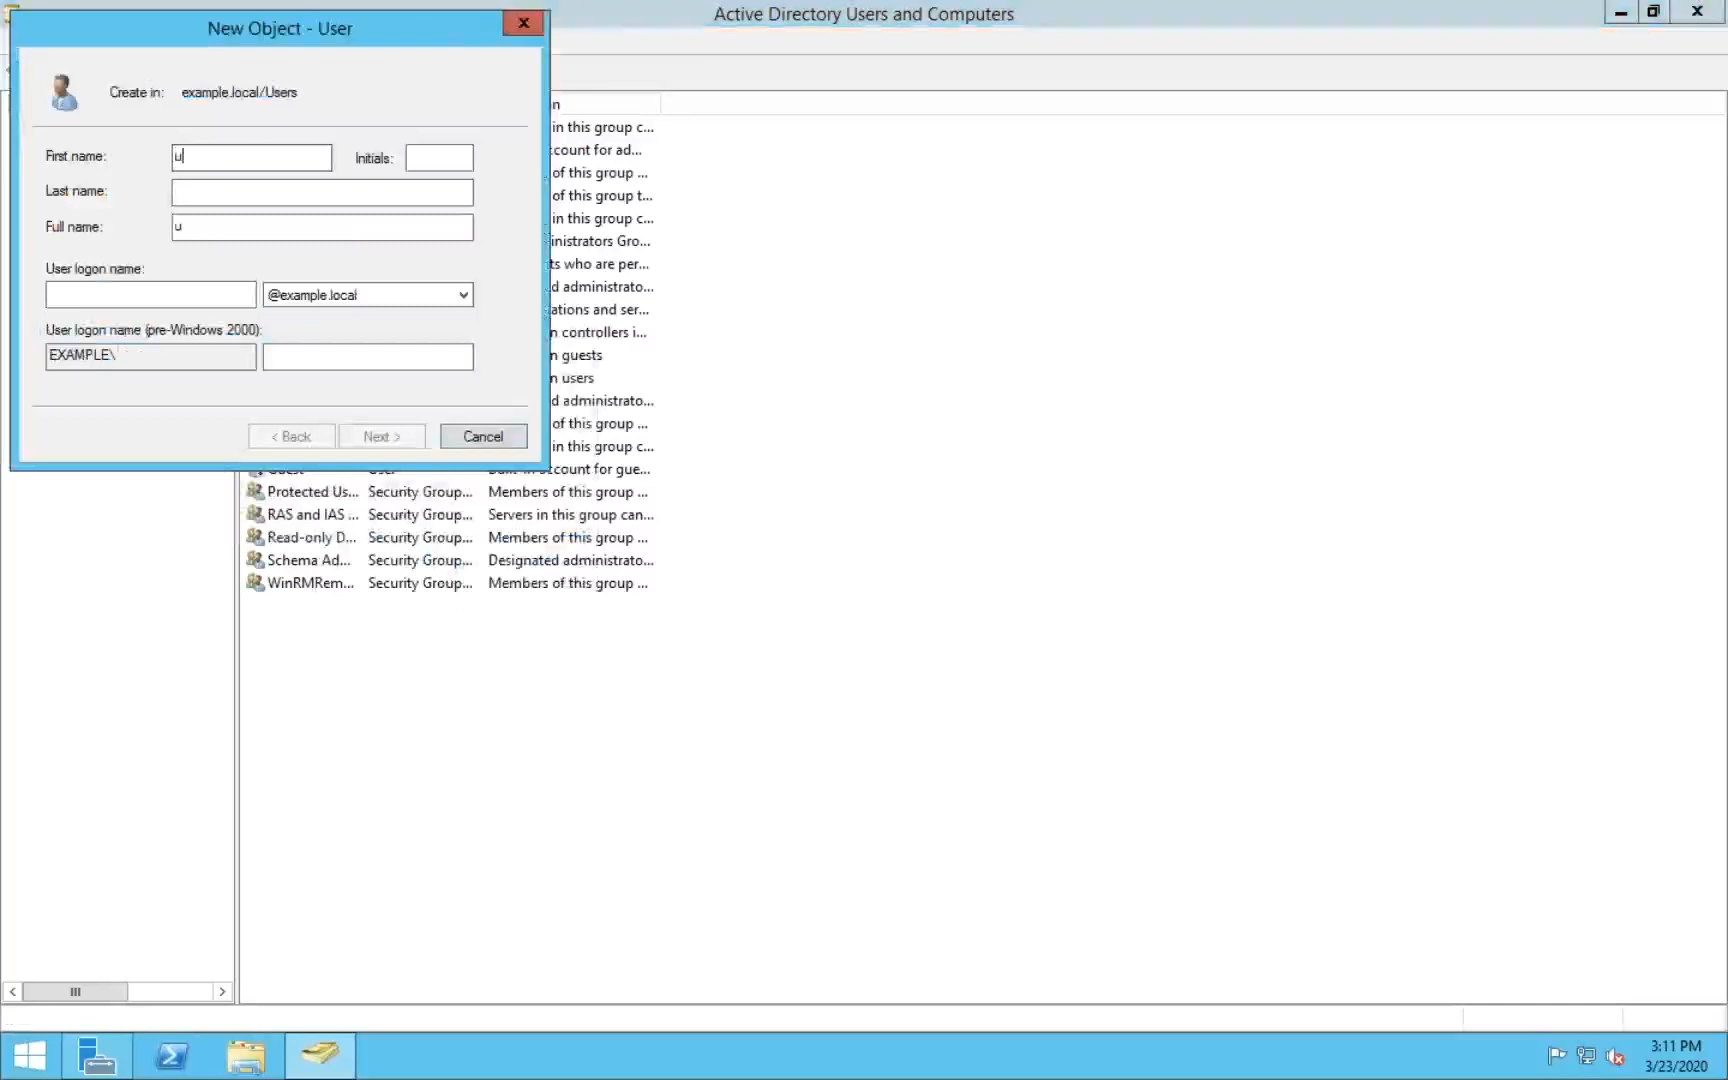 Active Directory Users and Computers
New Object - User
Create in: example.local/Users
First name: u Initials:
Last name:
Full name: u
User logon name:
@example.local
User logon name (pre-Windows 2000):
EXAMPLE\
< Back Next > Cancel
n
in this group c...
count for ad...
of this group ...
of this group t...
in this group c...
inistrators Gro...
ts who are per...
d administrato...
ations and ser...
n controllers i...
n guests
n users
d administrato...
of this group ...
in this group c...
count for gue...
Protected Us... Security Group... Members of this group ...
RAS and IAS ... Security Group... Servers in this group can...
Read-only D... Security Group... Members of this group ...
Schema Ad... Security Group... Designated administrato...
WinRMRem... Security Group... Members of this group ...
3:11 PM
3/23/2020